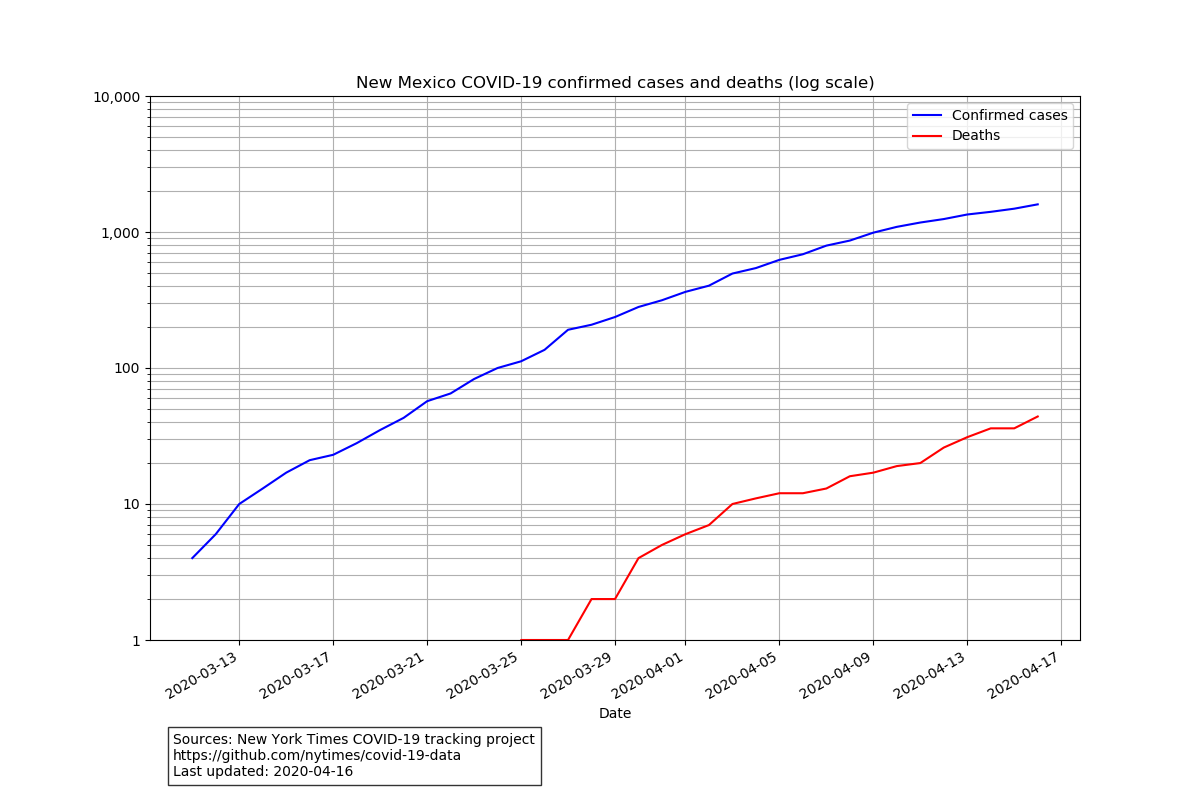 New Mexico COVID-19 confirmed cases and deaths (log scale)
10,000
1,000
100
10
1
Confirmed cases
Deaths
2020-03-13
2020-03-17
2020-03-21
2020-03-25
2020-03-29
2020-04-01
2020-04-05
2020-04-09
2020-04-13
2020-04-17
Date
Sources: New York Times COVID-19 tracking project
https://github.com/nytimes/covid-19-data
Last updated: 2020-04-16